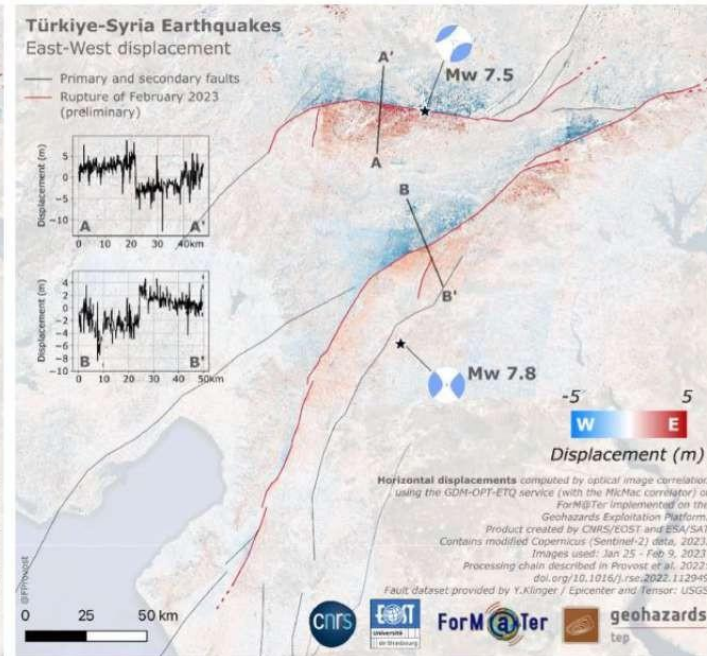 Türkiye-Syria Earthquakes
East-West displacement
Primary and secondary faults
Rupture of February 2023
(preliminary)
A'
Mw 7.5
A
Displacement (m)
5
0
-5
-10
A
A'
0 10 20 30 40km
B
B'
Displacement (m)
4
2
0
-2
-4
-6
-8
-10
B
B'
0 10 20 30 40 50km
Mw 7.8
-5 5
W E
Displacement (m)
Horizontal displacements computed by optical image correlation
using the GDM-OPT-ETQ service (with the MicMac correlator) of
ForM@Ter implemented on the
Geohazards Exploitation Platform.
Product created by CNRS/EOST and ESA/SAT
Contains modified Copernicus (Sentinel-2) data, 2023.
Images used: Jan 25 - Feb 9, 2023
Processing chain described in Provost et al. 2022:
doi.org/10.1016/j.rse.2022.112949
Fault dataset provided by Y.Klinger / Epicenter and Tensor: USGS
@FProvost
0 25 50 km
cnrs
EOST
Université
de Strasbourg
ForM@Ter
geohazards
tep